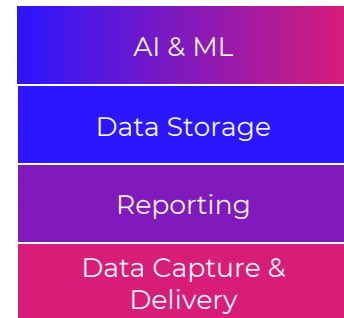 AI & ML
Data Storage
Reporting
Data Capture &
Delivery